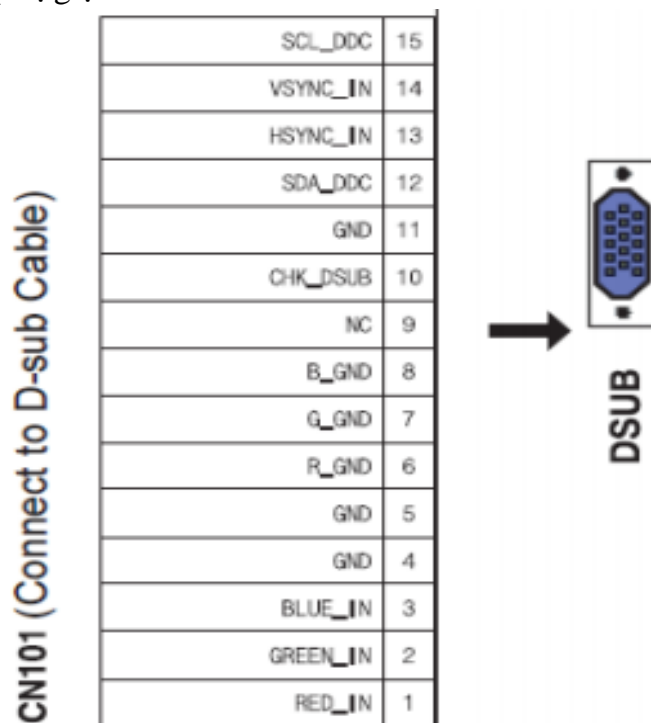 SCL_DDC 15
VSYNC_IN 14
HSYNC_IN 13
SDA_DDC 12
GND 11
CHK_DSUB 10
NC 9
B_GND 8
G_GND 7
R_GND 6
GND 5
GND 4
BLUE_IN 3
GREEN_IN 2
RED_IN 1
CN101 (Connect to D-sub Cable)
DSUB